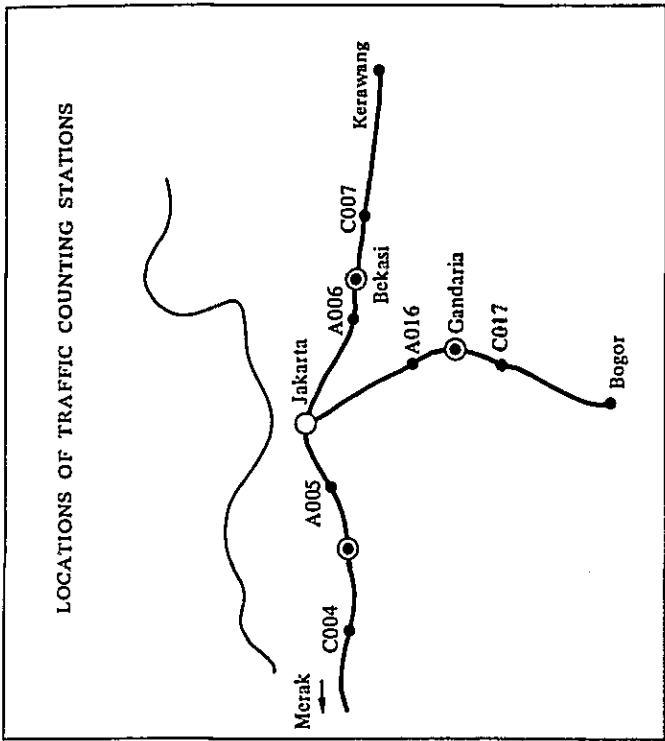 LOCATIONS OF TRAFFIC COUNTING STATIONS
Merak
C004
A005
Jakarta
A006
Bekasi
C007
Kerawang
A016
Gandaria
C017
Bogor